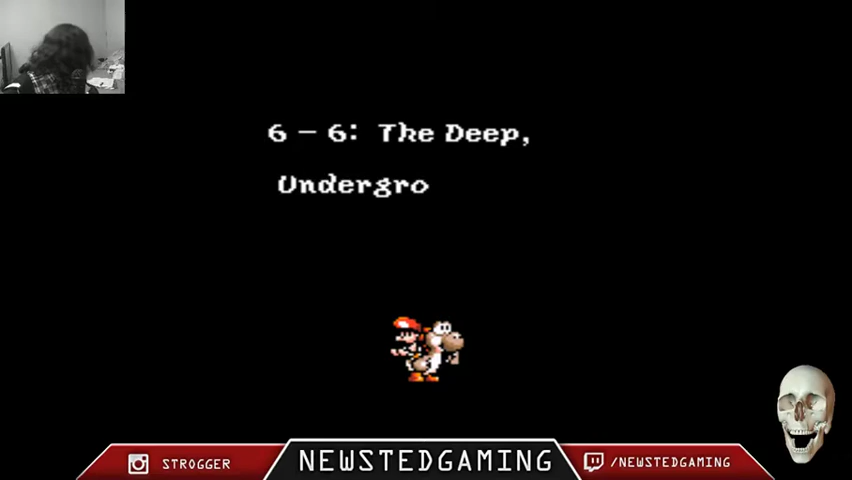 6 - 6: The Deep,
Undergro
STROGGER
NEWSTEDGAMING
/NEWSTEDGAMING